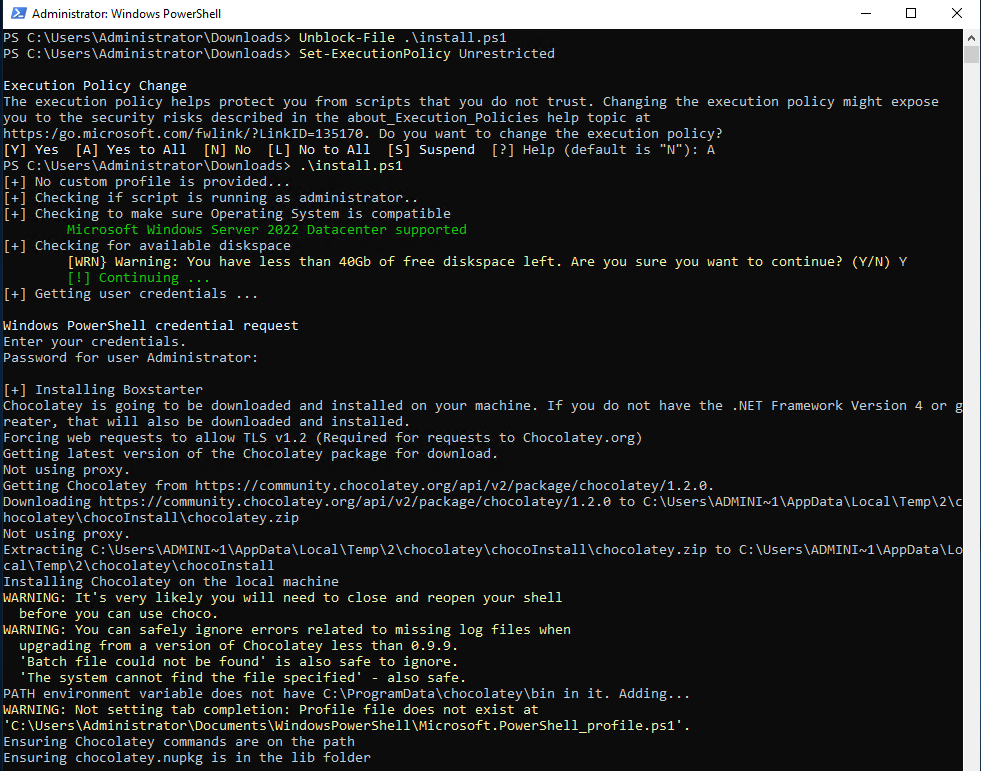 Administrator: Windows PowerShell
PS C:\Users\Administrator\Downloads> Unblock-File .\install.ps1
PS C:\Users\Administrator\Downloads> Set-ExecutionPolicy Unrestricted
Execution Policy Change
The execution policy helps protect you from scripts that you do not trust. Changing the execution policy might expose
you to the security risks described in the about_Execution_Policies help topic at
https:/go.microsoft.com/fwlink/?LinkID=135170. Do you want to change the execution policy?
[Y] Yes  [A] Yes to All  [N] No  [L] No to All  [S] Suspend  [?] Help (default is "N"): A
PS C:\Users\Administrator\Downloads> .\install.ps1
[+] No custom profile is provided...
[+] Checking if script is running as administrator..
[+] Checking to make sure Operating System is compatible
        Microsoft Windows Server 2022 Datacenter supported
[+] Checking for available diskspace
        [WRN} Warning: You have less than 40Gb of free diskspace left. Are you sure you want to continue? (Y/N) Y
        [!] Continuing ...
[+] Getting user credentials ...
Windows PowerShell credential request
Enter your credentials.
Password for user Administrator:
[+] Installing Boxstarter
Chocolatey is going to be downloaded and installed on your machine. If you do not have the .NET Framework Version 4 or g
reater, that will also be downloaded and installed.
Forcing web requests to allow TLS v1.2 (Required for requests to Chocolatey.org)
Getting latest version of the Chocolatey package for download.
Not using proxy.
Getting Chocolatey from https://community.chocolatey.org/api/v2/package/chocolatey/1.2.0.
Downloading https://community.chocolatey.org/api/v2/package/chocolatey/1.2.0 to C:\Users\ADMINI~1\AppData\Local\Temp\2\c
hocolatey\chocoInstall\chocolatey.zip
Not using proxy.
Extracting C:\Users\ADMINI~1\AppData\Local\Temp\2\chocolatey\chocoInstall\chocolatey.zip to C:\Users\ADMINI~1\AppData\Lo
cal\Temp\2\chocolatey\chocoInstall
Installing Chocolatey on the local machine
WARNING: It's very likely you will need to close and reopen your shell
  before you can use choco.
WARNING: You can safely ignore errors related to missing log files when
  upgrading from a version of Chocolatey less than 0.9.9.
  'Batch file could not be found' is also safe to ignore.
  'The system cannot find the file specified' - also safe.
PATH environment variable does not have C:\ProgramData\chocolatey\bin in it. Adding...
WARNING: Not setting tab completion: Profile file does not exist at
'C:\Users\Administrator\Documents\WindowsPowerShell\Microsoft.PowerShell_profile.ps1'.
Ensuring Chocolatey commands are on the path
Ensuring chocolatey.nupkg is in the lib folder